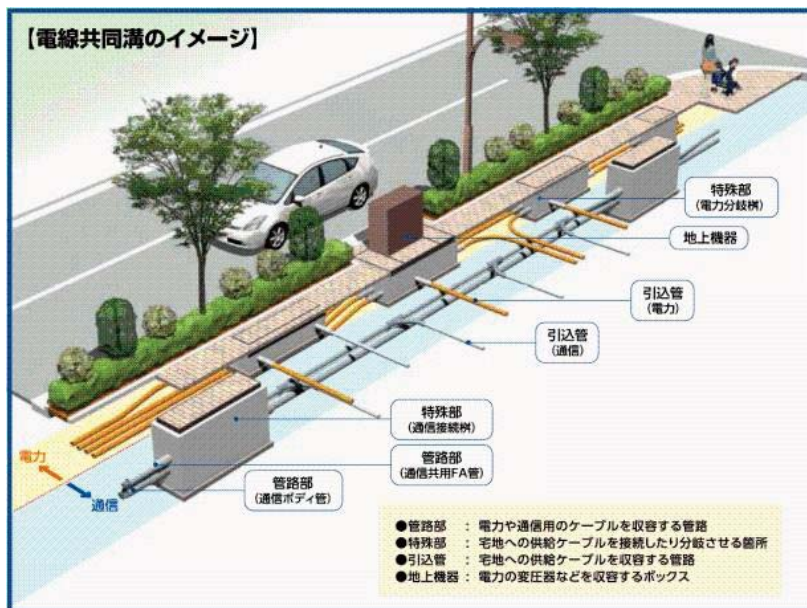 【電線共同溝のイメージ】
特殊部
(電力分岐桝)
地上機器
引込管
(電力)
引込管
(通信)
特殊部
(通信接続桝)
管路部
(通信共用FA管)
管路部
(通信ボディ管)
電力
通信
●管路部 : 電力や通信用のケーブルを収容する管路
●特殊部 : 宅地への供給ケーブルを接続したり分岐させる箇所
●引込管 : 宅地への供給ケーブルを収容する管路
●地上機器 : 電力の変圧器などを収容するボックス